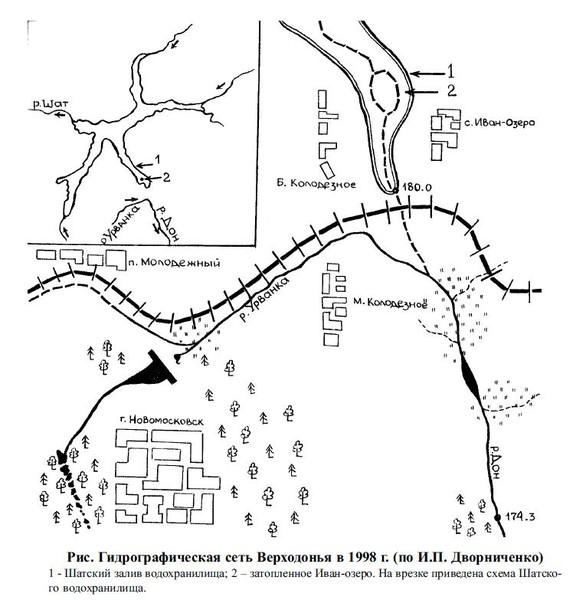 р. Шат
1
2
р. Урванка
р. Дон
1
2
с. Иван-Озеро
Б. Колодезное
180.0
п. Молодежный
р. Урванка
М. Колодезноё
г. Новомосковск
р. Дон
174.3
Рис. Гидрографическая сеть Верходонья в 1998 г. (по И.П. Дворниченко)
1 - Шатский залив водохранилища; 2 – затопленное Иван-озеро. На врезке приведена схема Шатско-
го водохранилища.